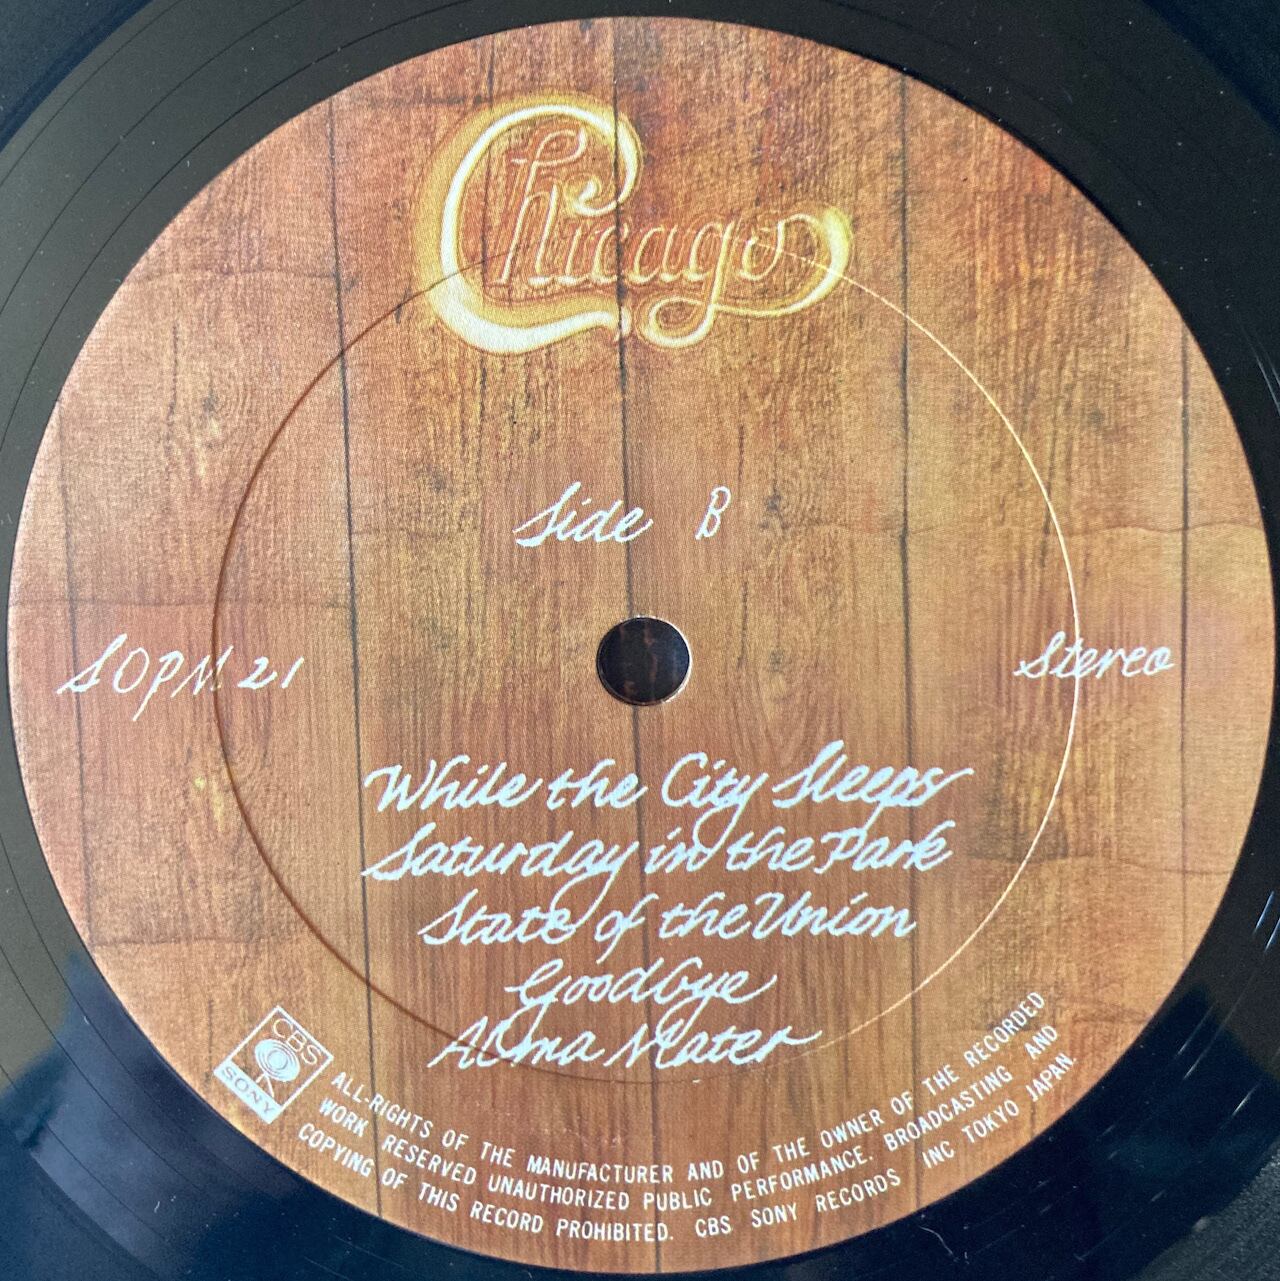 Chicago
Side B
SOPM 21
Stereo
While the City Sleeps
Saturday in the Park
State of the Union
Goodbye
Alma Mater
CBS
SONY
ALL-RIGHTS OF THE MANUFACTURER AND OF THE OWNER OF THE RECORDED
WORK RESERVED UNAUTHORIZED PUBLIC PERFORMANCE. BROADCASTING AND
COPYING OF THIS RECORD PROHIBITED. CBS SONY RECORDS INC TOKYO JAPAN.